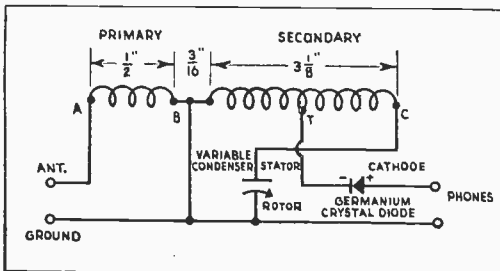 PRIMARY
SECONDARY
1/2"
3/16"
3 1/8"
A
B
T
C
ANT.
VARIABLE
CONDENSER
STATOR
CATHODE
- +
ROTOR
GERMANIUM
CRYSTAL DIODE
PHONES
GROUND